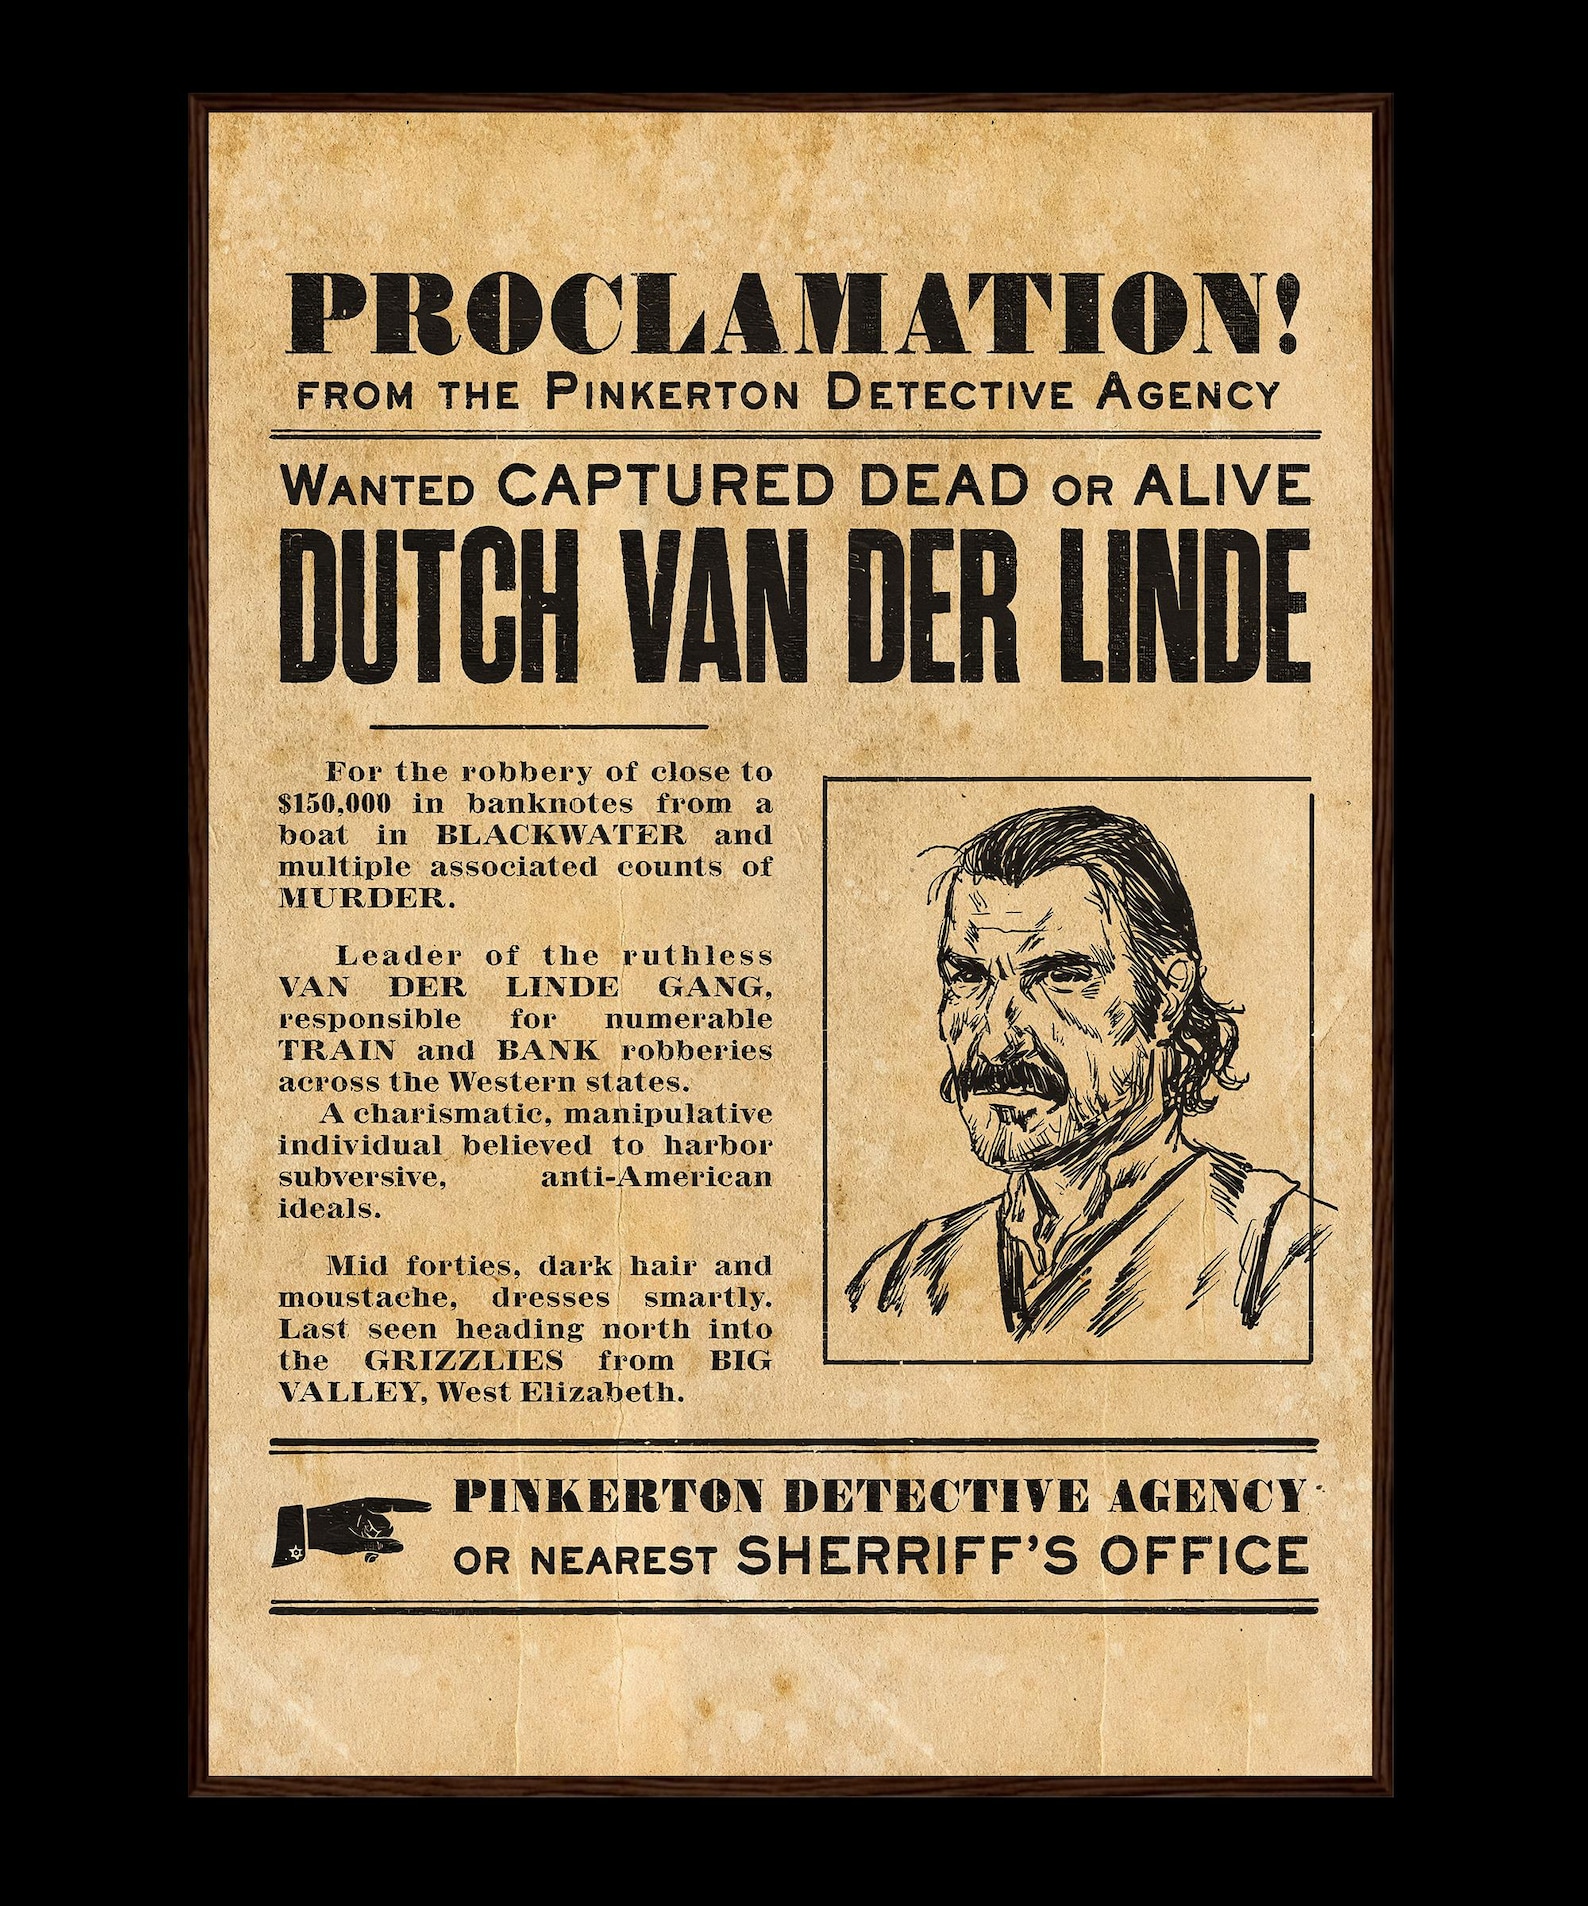 PROCLAMATION!
FROM THE PINKERTON DETECTIVE AGENCY
WANTED CAPTURED DEAD OR ALIVE
DUTCH VAN DER LINDE
For the robbery of close to
$150,000 in banknotes from a
boat in BLACKWATER and
multiple associated counts of
MURDER.
Leader of the ruthless
VAN DER LINDE GANG,
responsible for numerable
TRAIN and BANK robberies
across the Western states.
A charismatic, manipulative
individual believed to harbor
subversive, anti-American
ideals.
Mid forties, dark hair and
moustache, dresses smartly.
Last seen heading north into
the GRIZZLIES from BIG
VALLEY, West Elizabeth.
PINKERTON DETECTIVE AGENCY
OR NEAREST SHERRIFF'S OFFICE